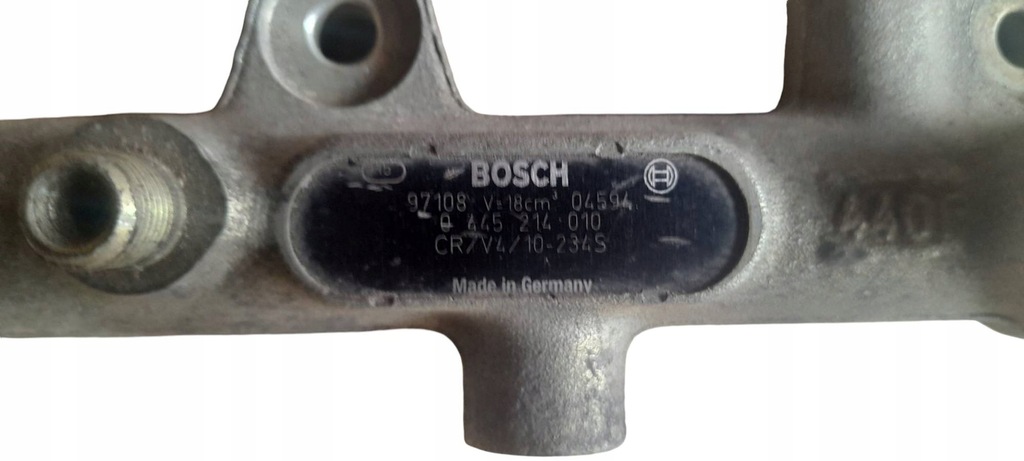 BOSCH
97108 V=18cm³ 04594
0 445 214 010
CR/V4/10-234S
Made in Germany